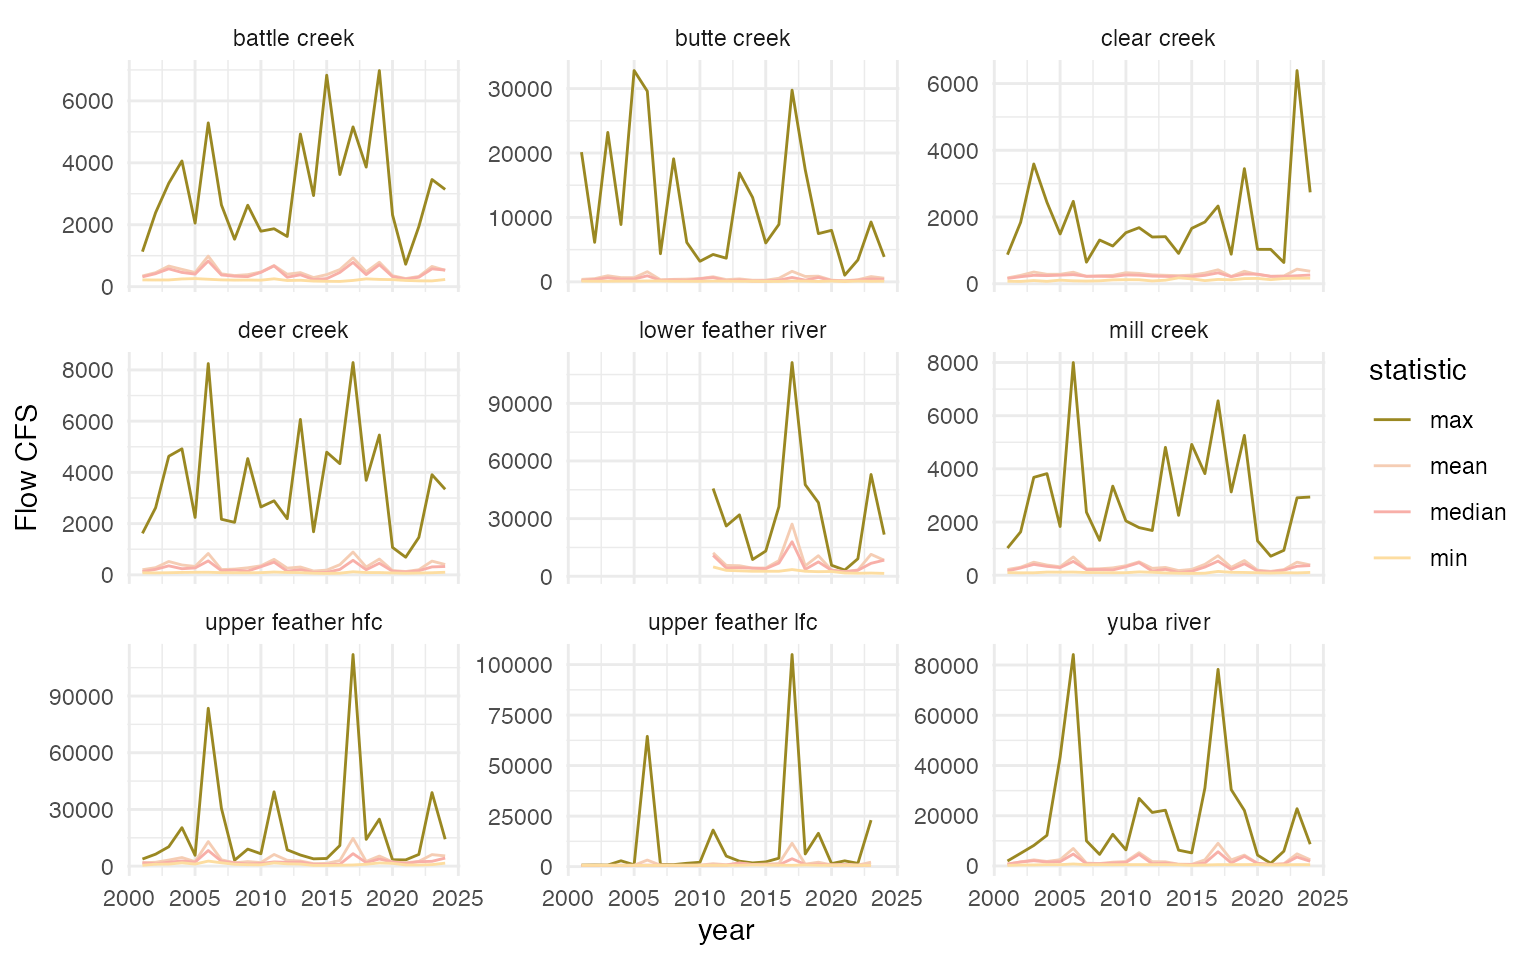 battle creek
butte creek
clear creek
6000
4000
2000
0
30000
20000
10000
0
6000
4000
2000
0
deer creek
lower feather river
mill creek
8000
6000
4000
2000
0
90000
60000
30000
0
8000
6000
4000
2000
0
upper feather hfc
upper feather lfc
yuba river
90000
60000
30000
0
100000
75000
50000
25000
0
80000
60000
40000
20000
0
2000 2005 2010 2015 2020 2025
2000 2005 2010 2015 2020 2025
2000 2005 2010 2015 2020 2025
year
Flow CFS
statistic
max
mean
median
min